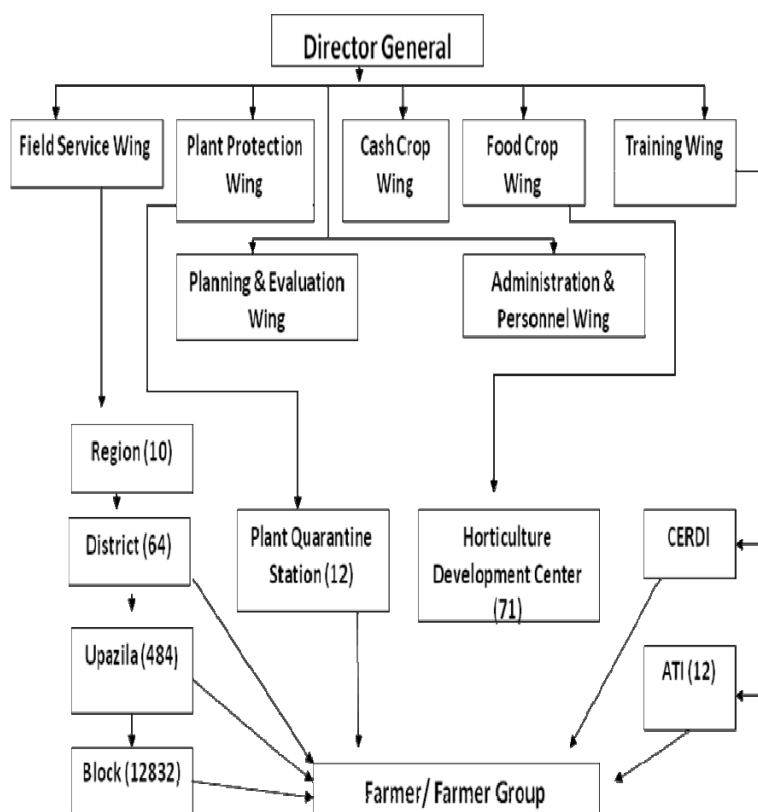 Director General
Field Service Wing
Plant Protection
Wing
Cash Crop
Wing
Food Crop
Wing
Training Wing
Planning & Evaluation
Wing
Administration &
Personnel Wing
Region (10)
District (64)
Upazila (484)
Block (12832)
Plant Quarantine
Station (12)
Horticulture
Development Center
(71)
CERDI
ATI (12)
Farmer/ Farmer Group